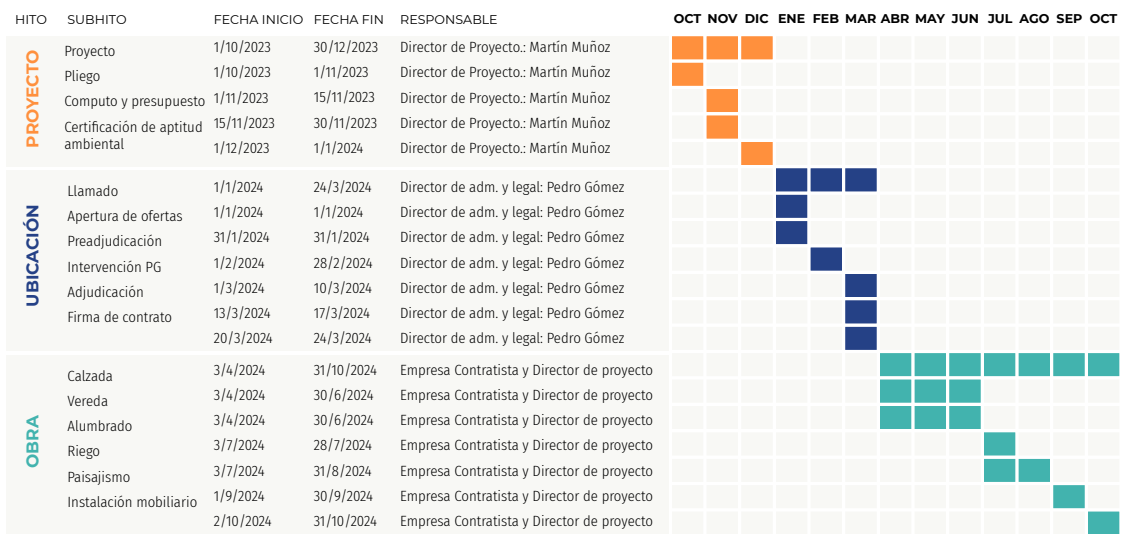 HITO SUBHITO FECHA INICIO FECHA FIN RESPONSABLE OCT NOV DIC ENE FEB MAR ABR MAY JUN JUL AGO SEP OCT
PROYECTO
Proyecto 1/10/2023 30/12/2023 Director de Proyecto.: Martín Muñoz
Pliego 1/10/2023 1/11/2023 Director de Proyecto.: Martín Muñoz
Computo y presupuesto 1/11/2023 15/11/2023 Director de Proyecto.: Martín Muñoz
Certificación de aptitud 15/11/2023 30/11/2023 Director de Proyecto.: Martín Muñoz
ambiental 1/12/2023 1/1/2024 Director de Proyecto.: Martín Muñoz
UBICACIÓN
Llamado 1/1/2024 24/3/2024 Director de adm. y legal: Pedro Gómez
Apertura de ofertas 1/1/2024 1/1/2024 Director de adm. y legal: Pedro Gómez
Preadjudicación 31/1/2024 31/1/2024 Director de adm. y legal: Pedro Gómez
Intervención PG 1/2/2024 28/2/2024 Director de adm. y legal: Pedro Gómez
Adjudicación 1/3/2024 10/3/2024 Director de adm. y legal: Pedro Gómez
Firma de contrato 13/3/2024 17/3/2024 Director de adm. y legal: Pedro Gómez
20/3/2024 24/3/2024 Director de adm. y legal: Pedro Gómez
OBRA
Calzada 3/4/2024 31/10/2024 Empresa Contratista y Director de proyecto
Vereda 3/4/2024 30/6/2024 Empresa Contratista y Director de proyecto
Alumbrado 3/4/2024 30/6/2024 Empresa Contratista y Director de proyecto
Riego 3/7/2024 28/7/2024 Empresa Contratista y Director de proyecto
Paisajismo 3/7/2024 31/8/2024 Empresa Contratista y Director de proyecto
Instalación mobiliario 1/9/2024 30/9/2024 Empresa Contratista y Director de proyecto
2/10/2024 31/10/2024 Empresa Contratista y Director de proyecto